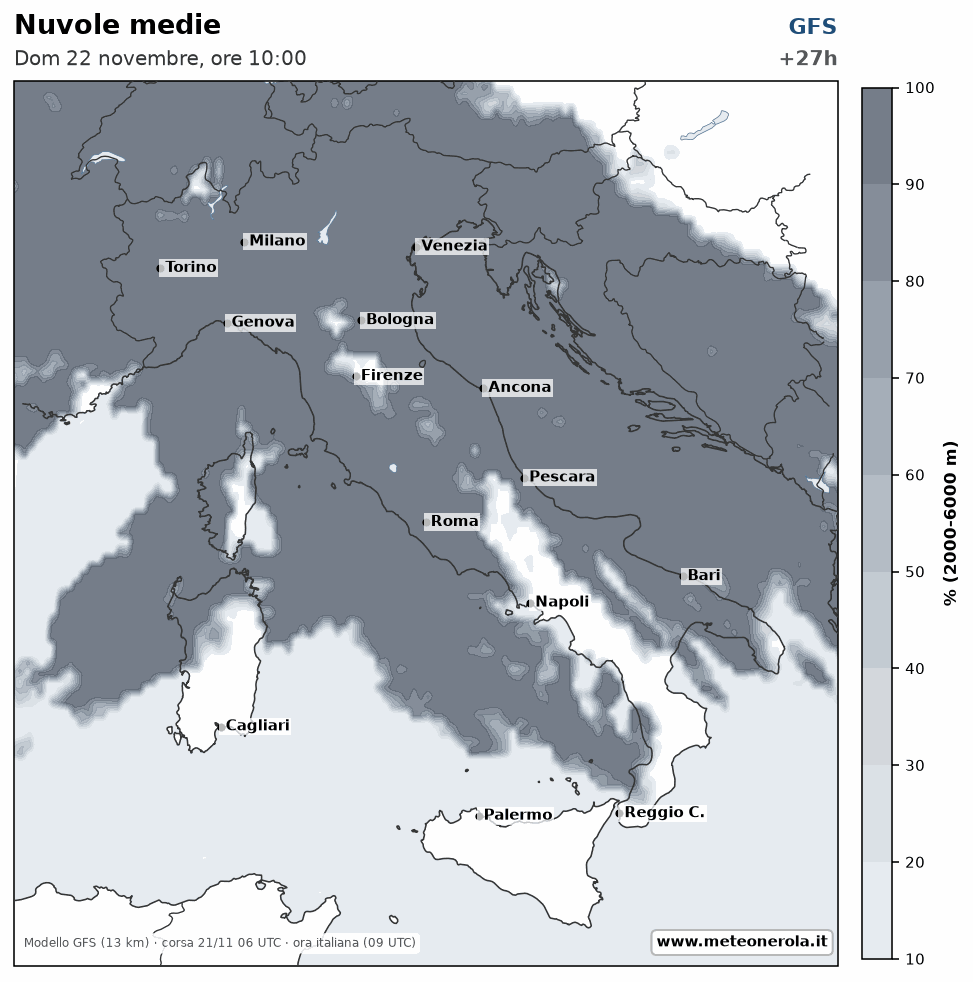 Nuvole medie
GFS
Dom 22 novembre, ore 10:00
+27h
100
90
80
70
60
50
40
30
20
10
% (2000-6000 m)
Milano
Venezia
Torino
Genova
Bologna
Firenze
Ancona
Pescara
Roma
Bari
Napoli
Cagliari
Palermo
Reggio C.
Modello GFS (13 km) · corsa 21/11 06 UTC · ora italiana (09 UTC)
www.meteonerola.it